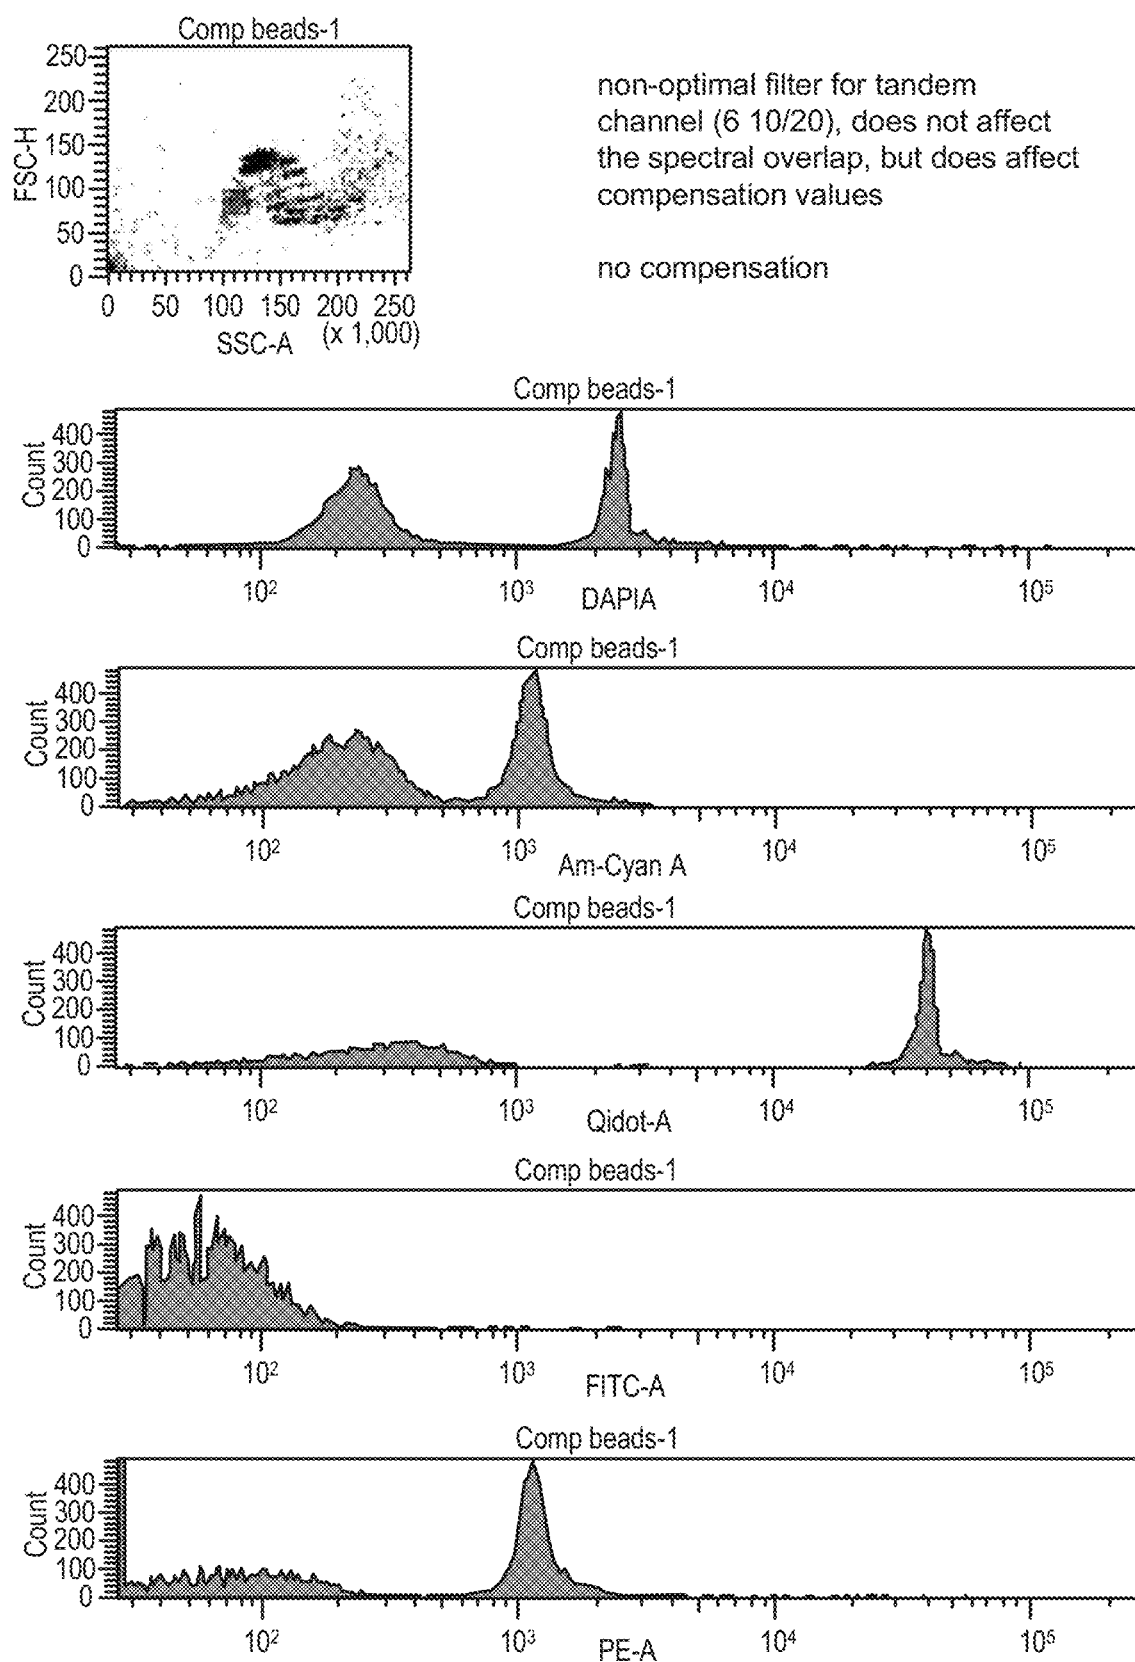 Comp beads-1
250
200
150
100
50
0
FSC-H
0 50 100 150 200 250
SSC-A (x 1,000)
non-optimal filter for tandem
channel (6 10/20), does not affect
the spectral overlap, but does affect
compensation values
no compensation
Comp beads-1
Count
400
300
200
100
0
10² 10³ 10⁴ 10⁵
DAPIA
Comp beads-1
Count
400
300
200
100
0
10² 10³ 10⁴ 10⁵
Am-Cyan A
Comp beads-1
Count
400
300
200
100
0
10² 10³ 10⁴ 10⁵
Qidot-A
Comp beads-1
Count
400
300
200
100
0
10² 10³ 10⁴ 10⁵
FITC-A
Comp beads-1
Count
400
300
200
100
0
10² 10³ 10⁴ 10⁵
PE-A